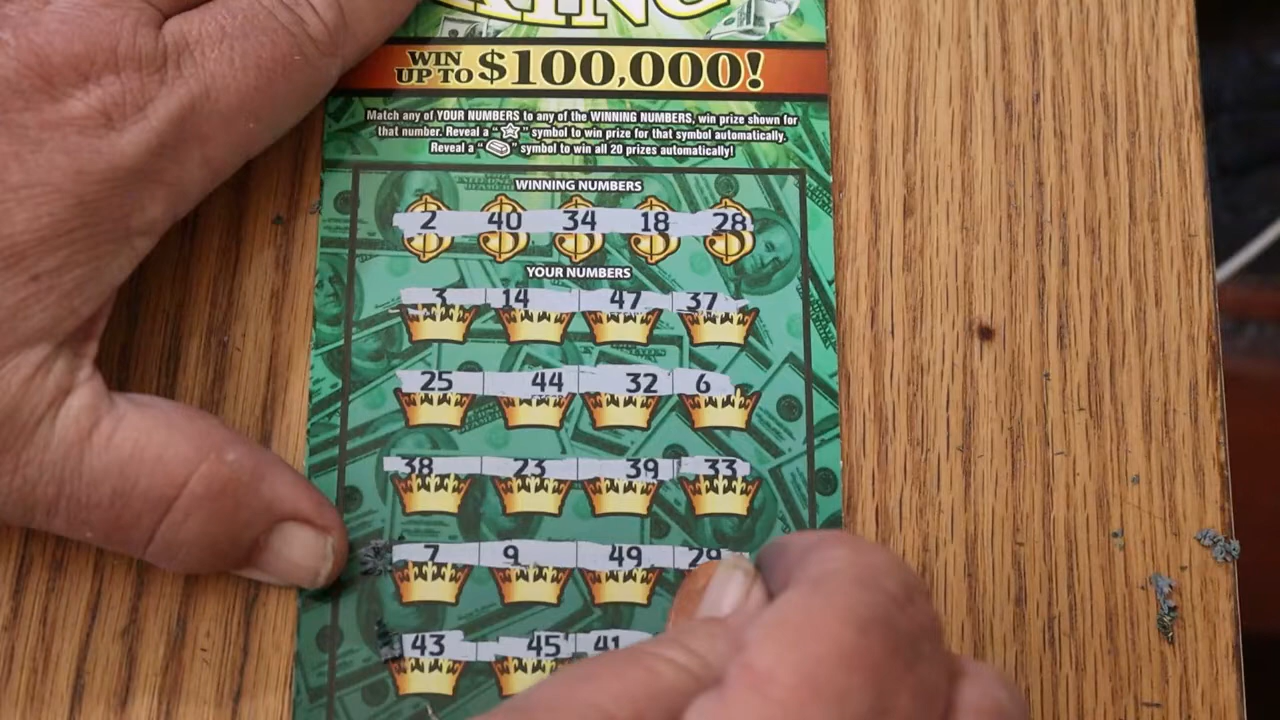 KING
WIN UP TO $100,000!
Match any of YOUR NUMBERS to any of the WINNING NUMBERS, win prize shown for
that number. Reveal a “ ” symbol to win prize for that symbol automatically.
Reveal a “ ” symbol to win all 20 prizes automatically!
WINNING NUMBERS
2 40 34 18 28
YOUR NUMBERS
3 14 47 37
25 44 32 6
38 23 39 33
7 9 49 29
43 45 41